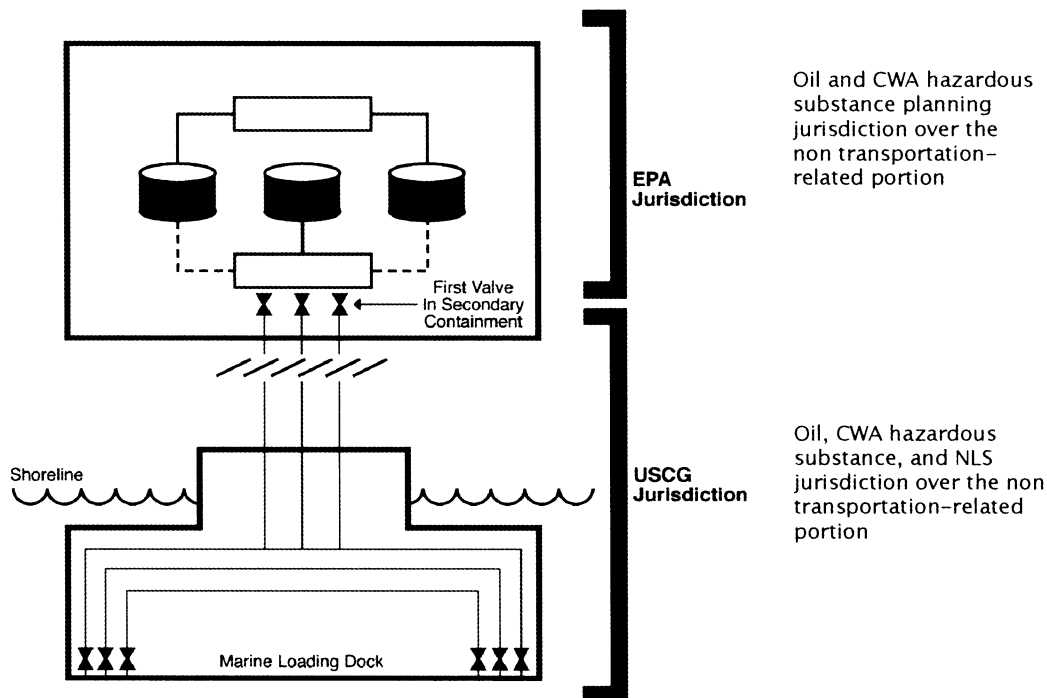 Oil and CWA hazardous
substance planning
jurisdiction over the
non transportation-
related portion
EPA
Jurisdiction
First Valve
In Secondary
Containment
Shoreline
USCG
Jurisdiction
Oil, CWA hazardous
substance, and NLS
jurisdiction over the non
transportation-related
portion
Marine Loading Dock